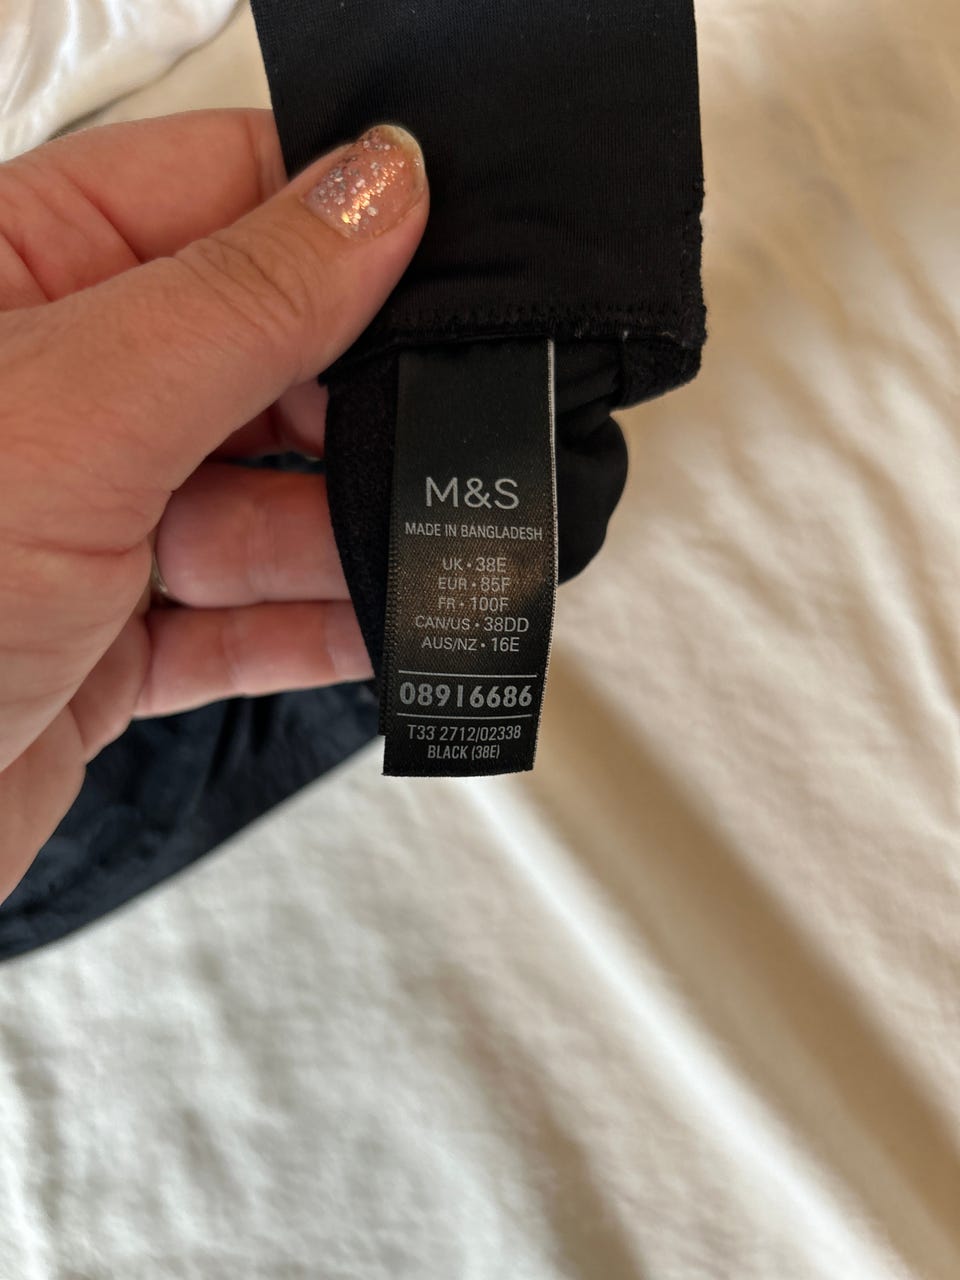 M&S
MADE IN BANGLADESH
UK • 38E
EUR • 85F
FR • 100F
CAN/US • 38DD
AUS/NZ • 16E
08916686
T33 2712/02338
BLACK (38E)